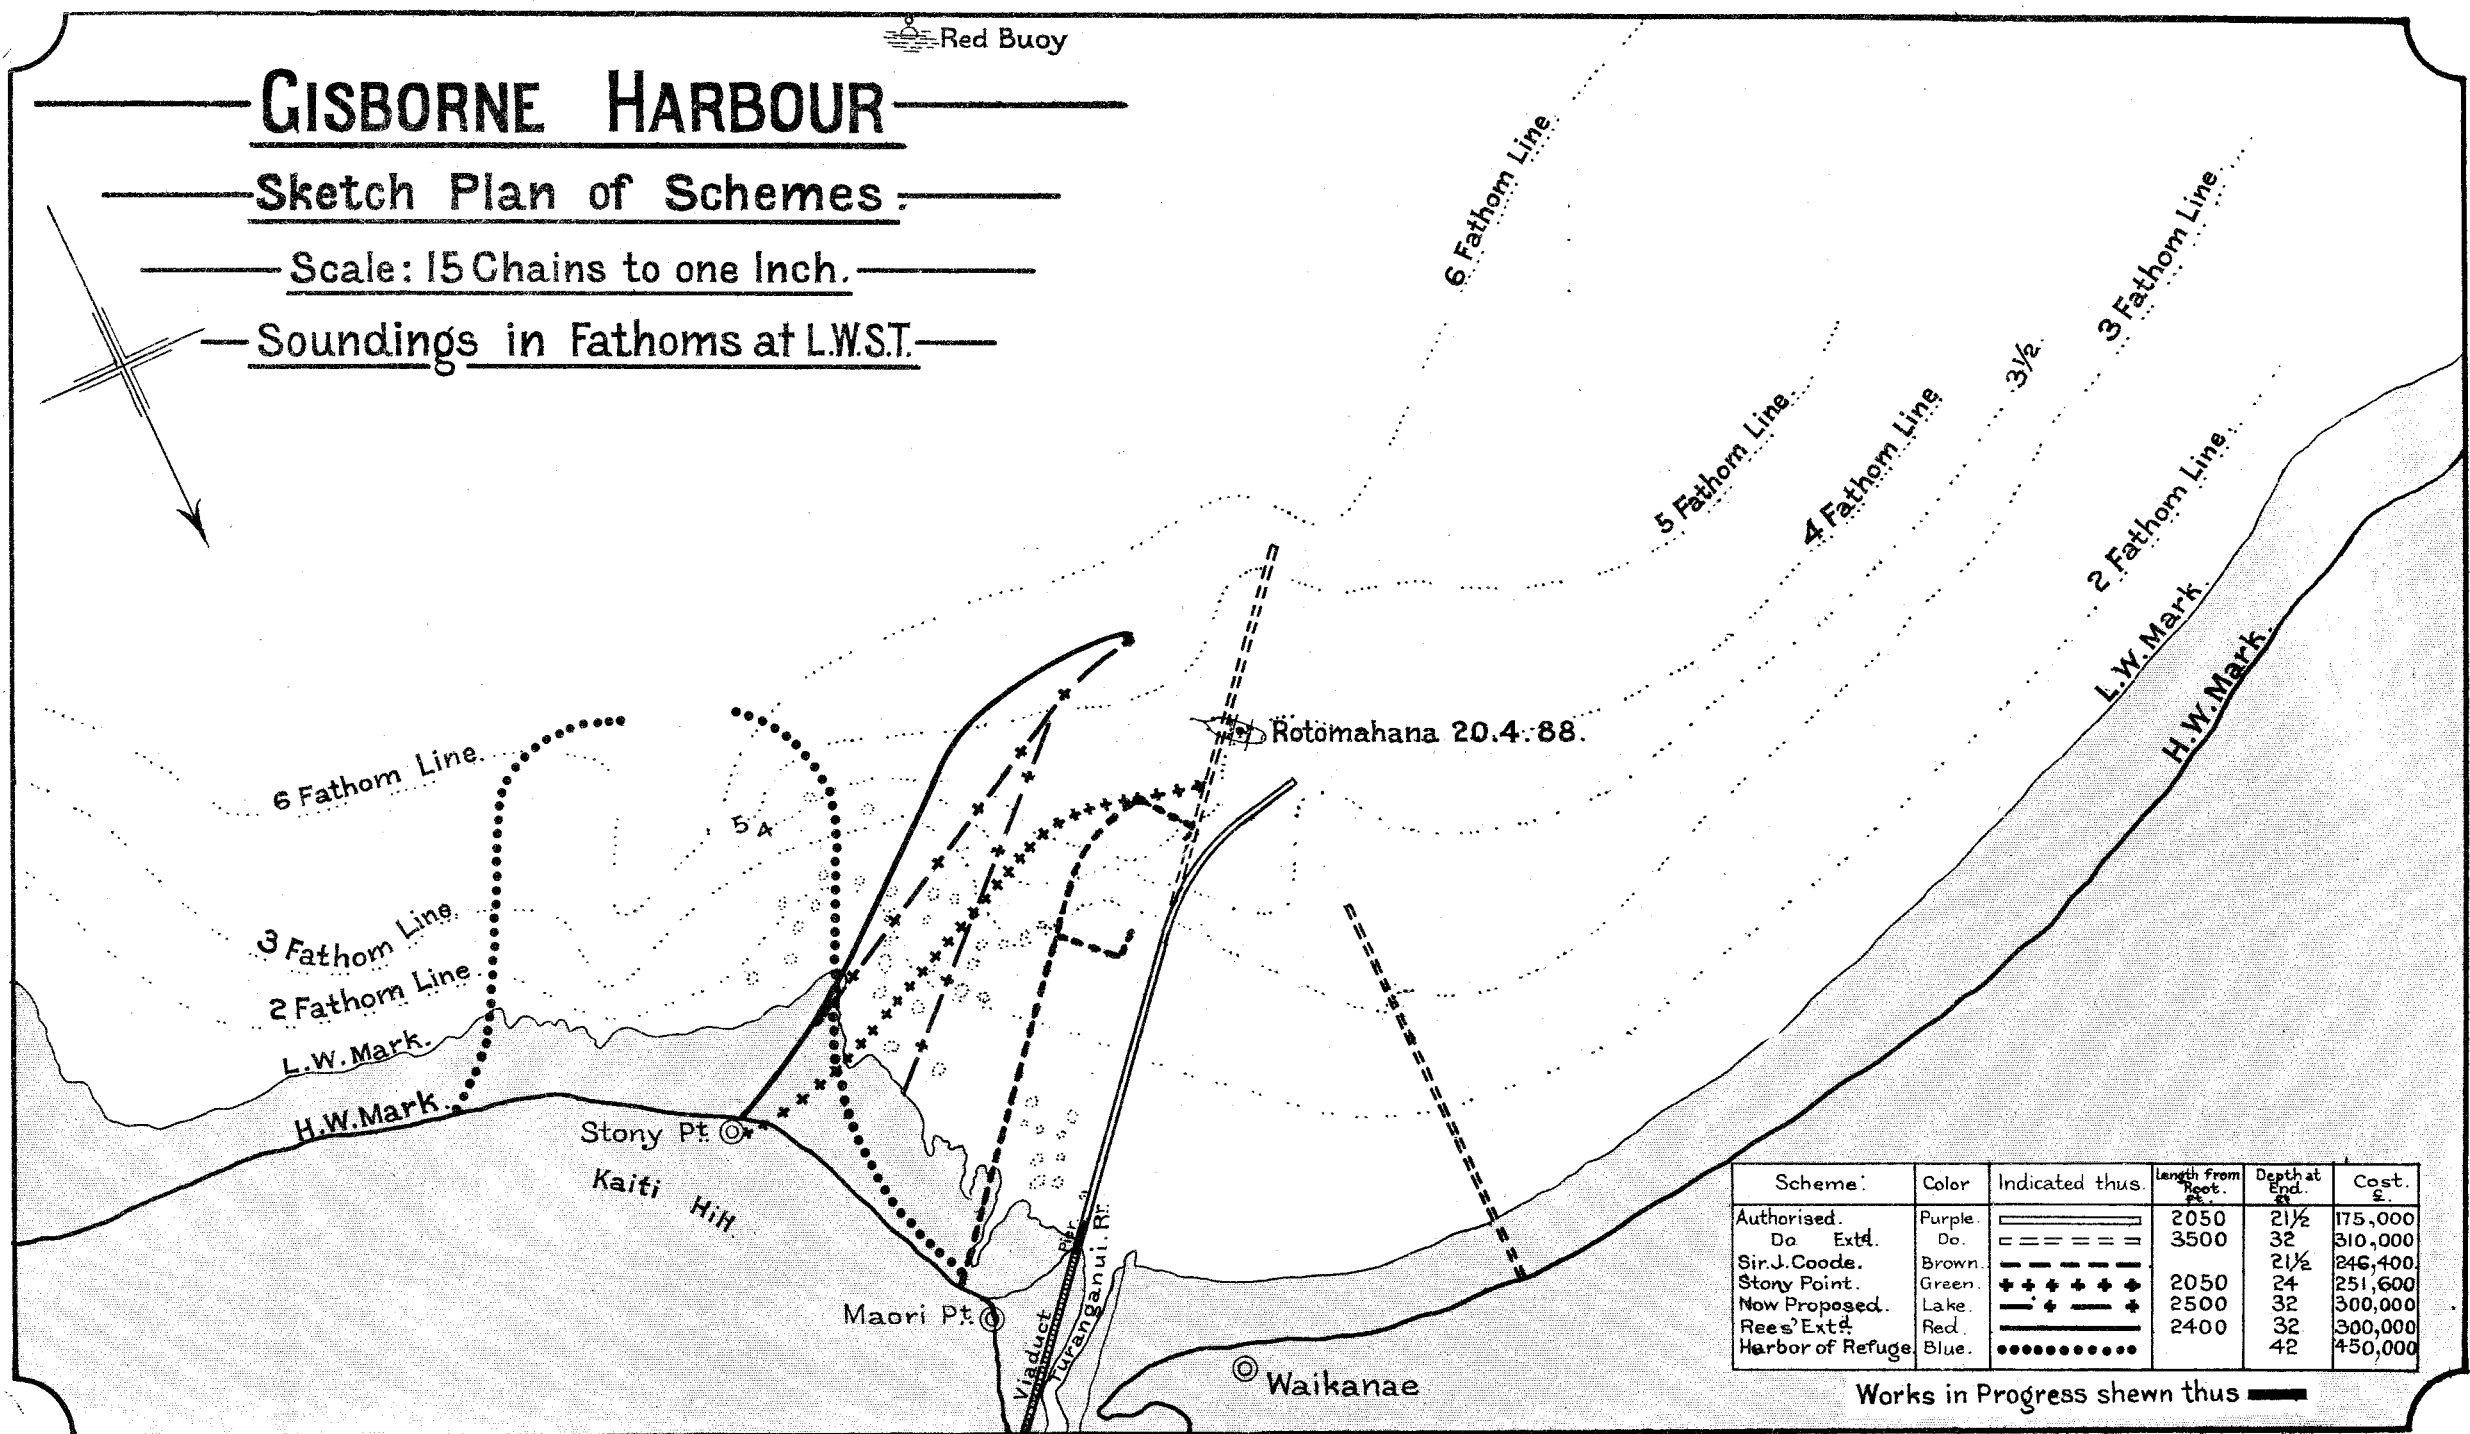 Red Buoy
GISBORNE HARBOUR
Sketch Plan of Schemes.
Scale: 15 Chains to one Inch.
Soundings in Fathoms at L.W.S.T.
6 Fathom Line
3 Fathom Line
3½
5 Fathom Line
4 Fathom Line
2 Fathom Line
L.W. Mark
H.W. Mark.
Rotomahana 20.4.88.
6 Fathom Line.
5 4
3 Fathom Line
2 Fathom Line
L.W. Mark.
H.W. Mark.
Stony Pt.
Kaiti Hill
Maori Pt.
Pier
Viaduct
Turanganui. Rr.
Waikanae
Scheme: Color Indicated thus. Length from Root. ft. Depth at End. ft Cost. £.
Authorised. Purple. 2050 21½ 175,000
Do Extd. Do. 3500 32 310,000
Sir. J. Coode. Brown. 21½ 246,400
Stony Point. Green. 2050 24 251,600
Now Proposed. Lake. 2500 32 300,000
Rees' Extd. Red. 2400 32 300,000
Harbor of Refuge. Blue. 42 450,000
Works in Progress shewn thus